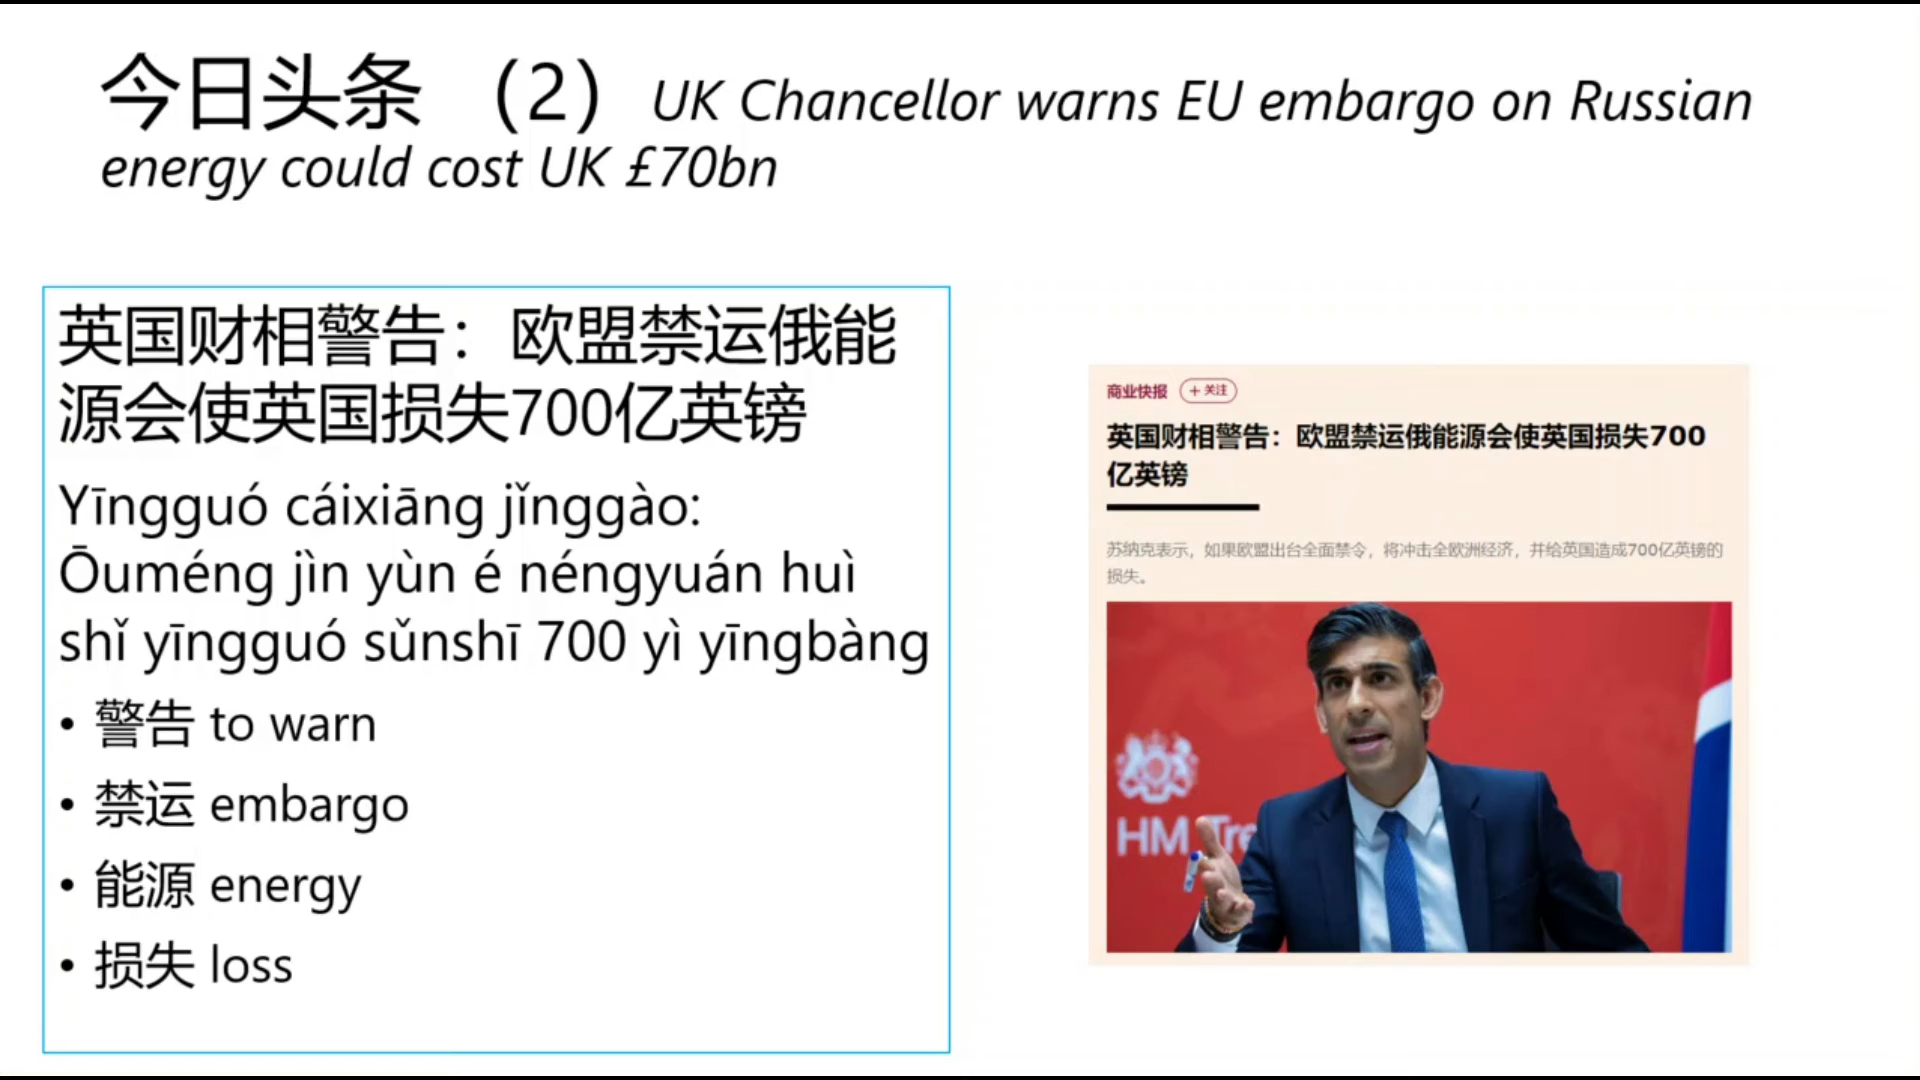 今日头条 （2） UK Chancellor warns EU embargo on Russian
energy could cost UK £70bn
英国财相警告：欧盟禁运俄能
源会使英国损失700亿英镑
Yīngguó cáixiāng jǐnggào:
Ōuméng jìn yùn é néngyuán huì
shǐ yīngguó sǔnshī 700 yì yīngbàng
• 警告 to warn
• 禁运 embargo
• 能源 energy
• 损失 loss
商业快报 ＋关注
英国财相警告：欧盟禁运俄能源会使英国损失700
亿英镑
苏纳克表示，如果欧盟出台全面禁令，将冲击全欧洲经济，并给英国造成700亿英镑的
损失。
HM Tre